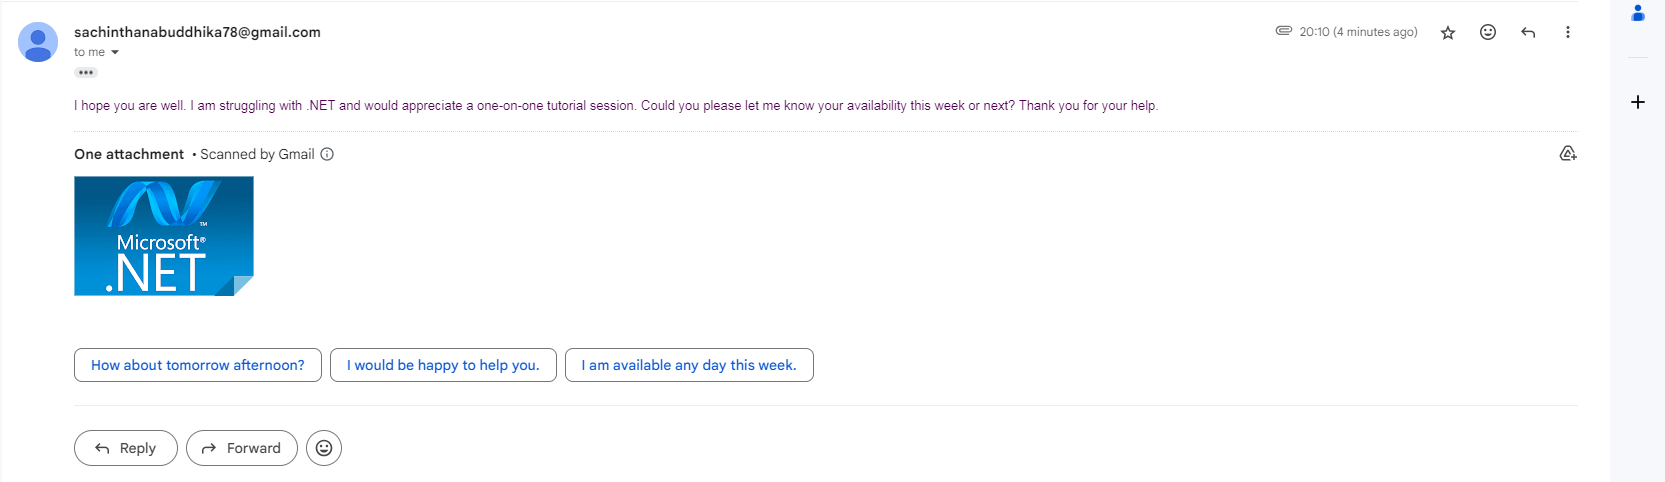 sachinthanabuddhika78@gmail.com
20:10 (4 minutes ago)
to me
I hope you are well. I am struggling with .NET and would appreciate a one-on-one tutorial session. Could you please let me know your availability this week or next? Thank you for your help.
One attachment • Scanned by Gmail
Microsoft®
.NET
™
How about tomorrow afternoon?
I would be happy to help you.
I am available any day this week.
Reply
Forward